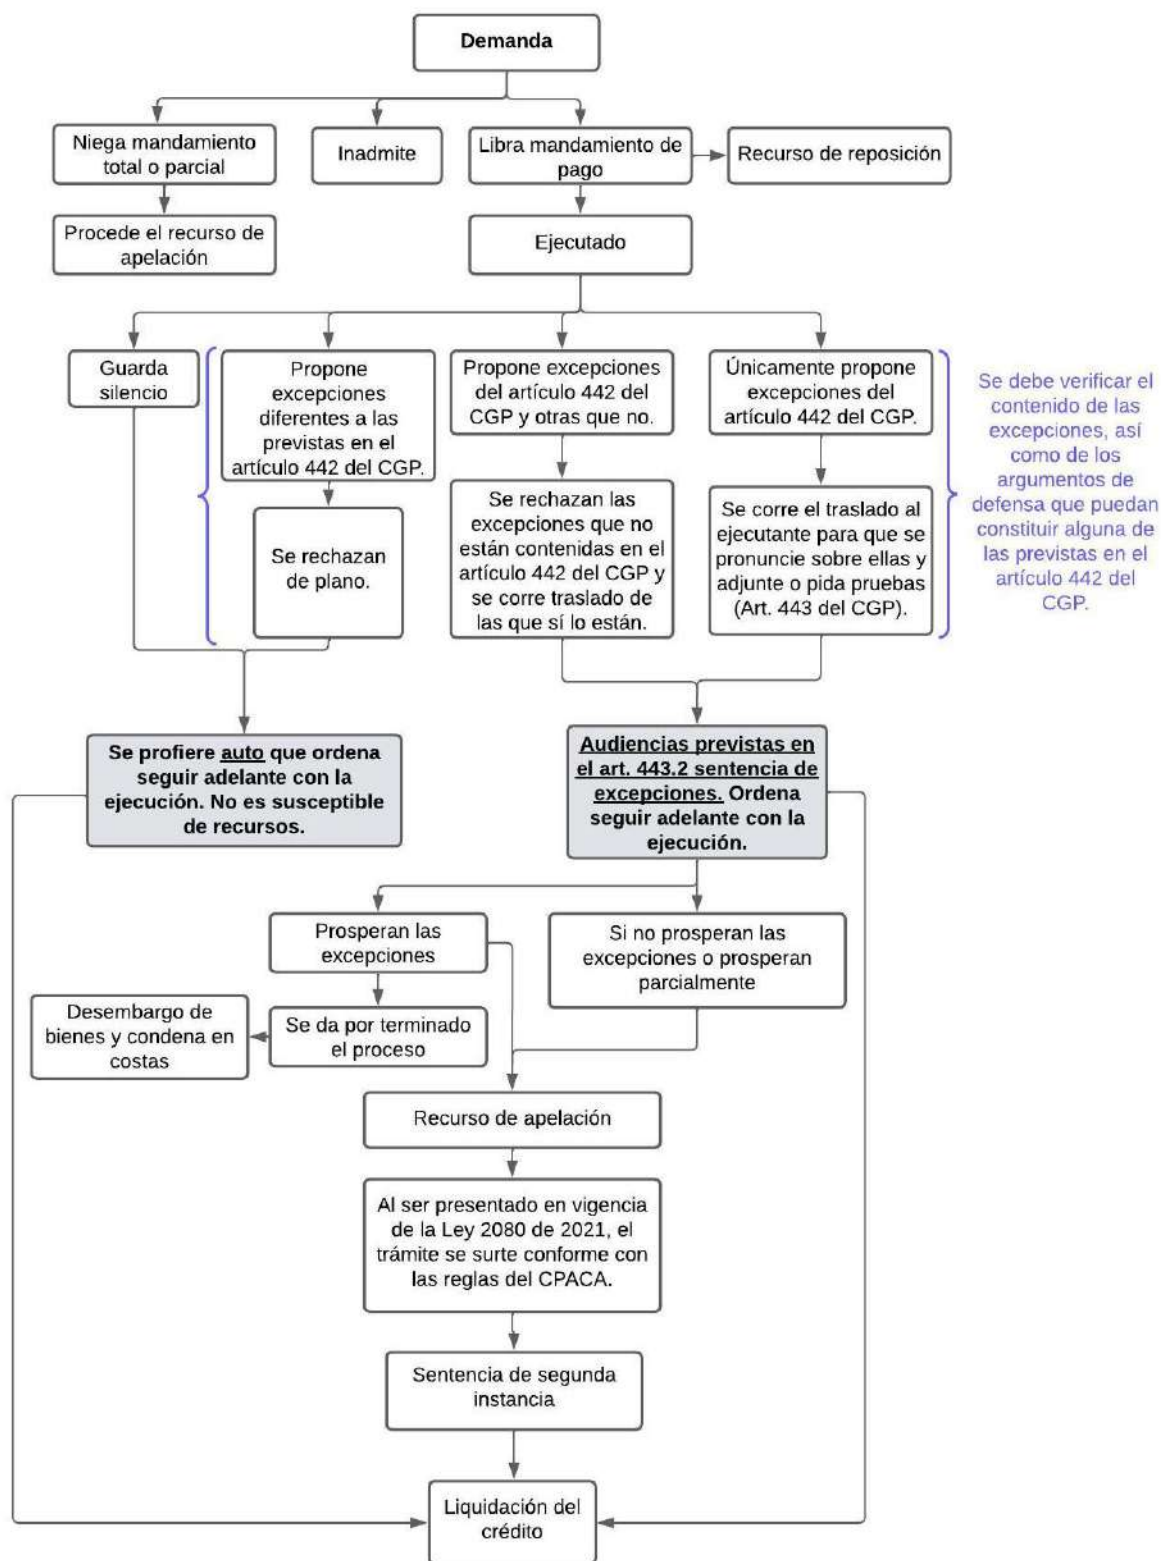 Demanda
Niega mandamiento
total o parcial
Inadmite
Libra mandamiento de
pago
Recurso de reposición
Procede el recurso de
apelación
Ejecutado
Guarda
silencio
Propone
excepciones
diferentes a las
previstas en el
artículo 442 del CGP.
Propone excepciones
del artículo 442 del
CGP y otras que no.
Únicamente propone
excepciones del
artículo 442 del CGP.
Se debe verificar el
contenido de las
excepciones, así
como de los
argumentos de
defensa que puedan
constituir alguna de
las previstas en el
artículo 442 del
CGP.
Se rechazan
de plano.
Se rechazan las
excepciones que no
están contenidas en el
artículo 442 del CGP y
se corre traslado de
las que sí lo están.
Se corre el traslado al
ejecutante para que se
pronuncie sobre ellas y
adjunte o pida pruebas
(Art. 443 del CGP).
Se profiere auto que ordena
seguir adelante con la
ejecución. No es susceptible
de recursos.
Audiencias previstas en
el art. 443.2 sentencia de
excepciones. Ordena
seguir adelante con la
ejecución.
Prosperan las
excepciones
Si no prosperan las
excepciones o prosperan
parcialmente
Desembargo de
bienes y condena en
costas
Se da por terminado
el proceso
Recurso de apelación
Al ser presentado en vigencia
de la Ley 2080 de 2021, el
trámite se surte conforme con
las reglas del CPACA.
Sentencia de segunda
instancia
Liquidación del
crédito